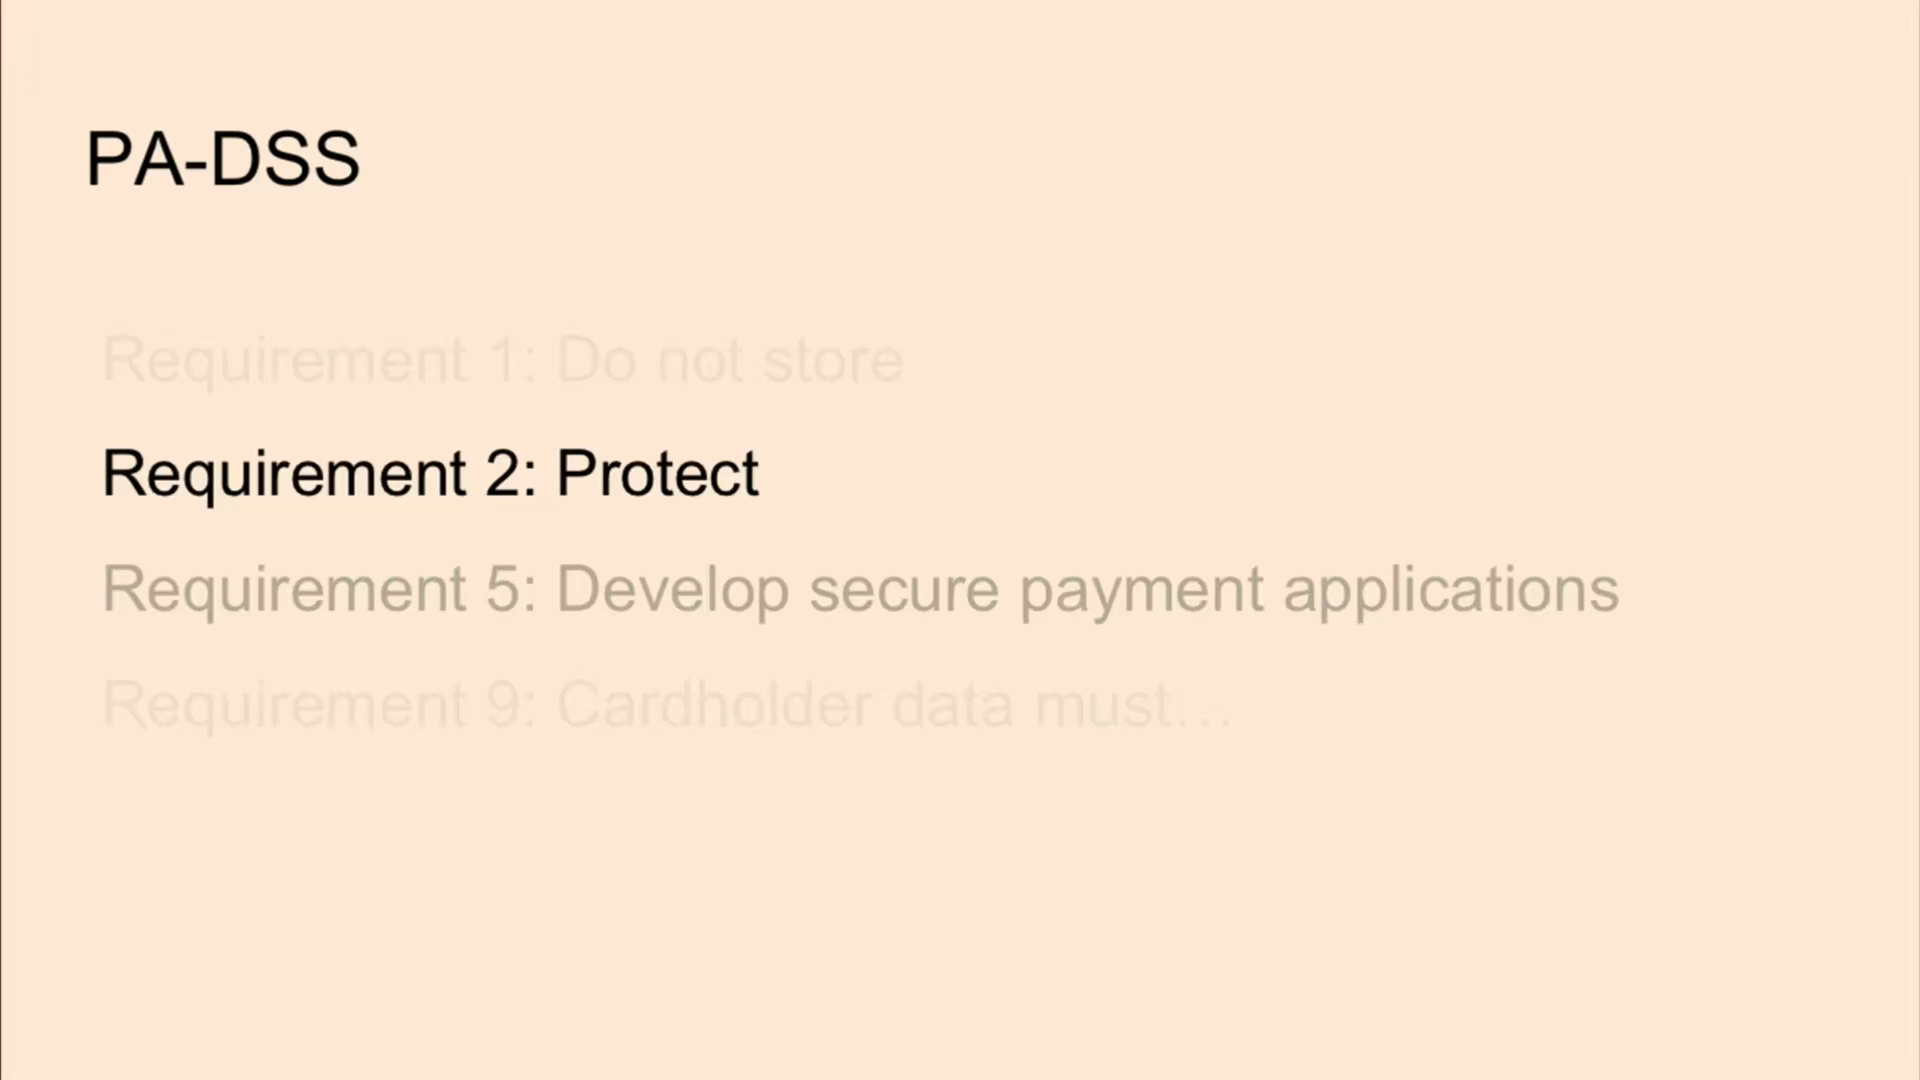 PA-DSS
Requirement 1: Do not store
Requirement 2: Protect
Requirement 5: Develop secure payment applications
Requirement 9: Cardholder data must…